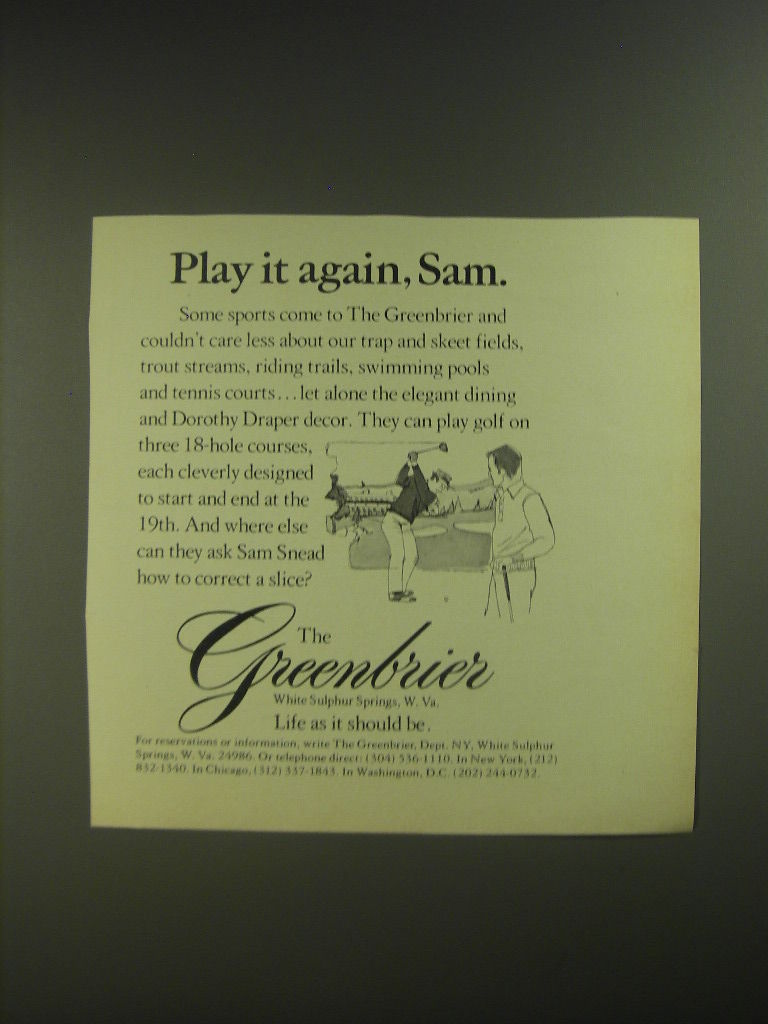 Play it again, Sam.
Some sports come to The Greenbrier and
couldn't care less about our trap and skeet fields,
trout streams, riding trails, swimming pools
and tennis courts...let alone the elegant dining
and Dorothy Draper decor. They can play golf on
three 18-hole courses,
each cleverly designed
to start and end at the
19th. And where else
can they ask Sam Snead
how to correct a slice?
The
Greenbrier
White Sulphur Springs, W. Va.
Life as it should be.
For reservations or information, write The Greenbrier, Dept. NY, White Sulphur
Springs, W. Va. 24986. Or telephone direct: (304) 536-1110. In New York, (212)
832-1340. In Chicago, (312) 337-1843. In Washington, D.C. (202) 244-0732.